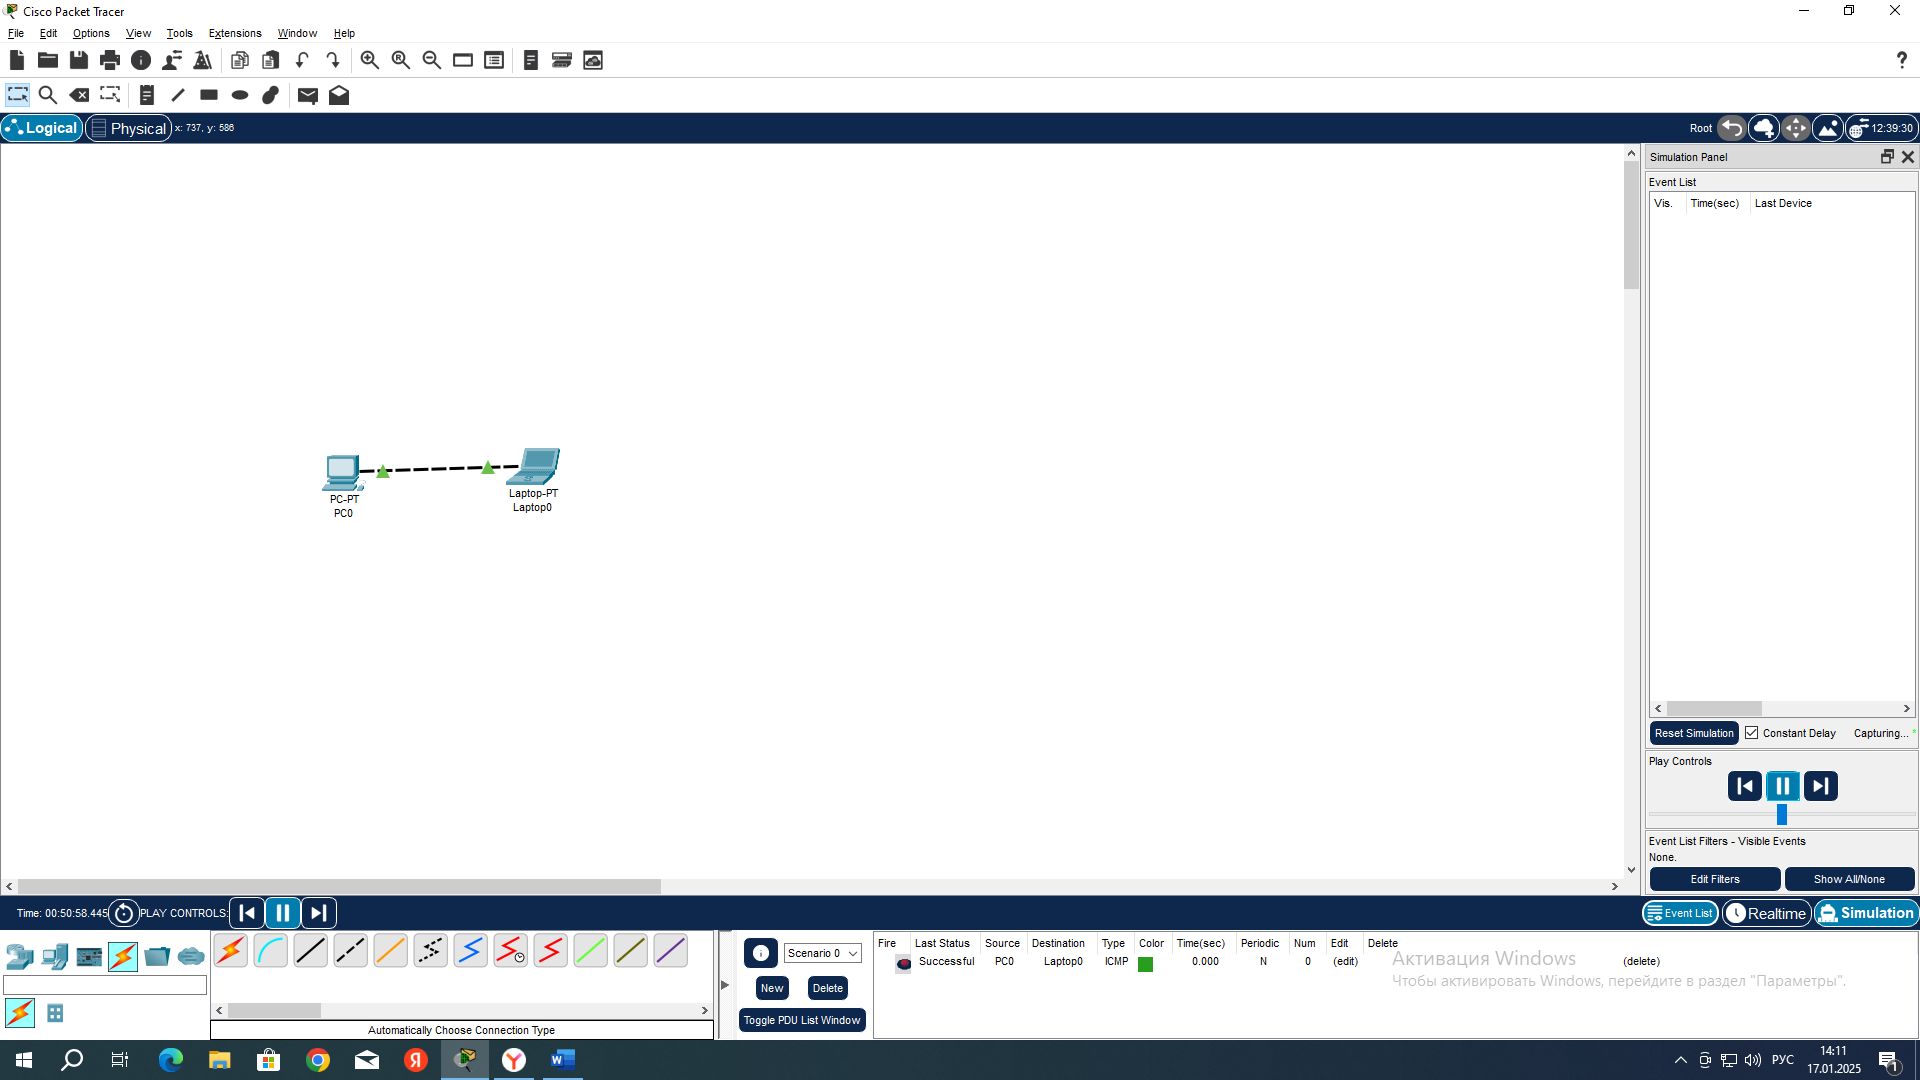 Cisco Packet Tracer
File Edit Options View Tools Extensions Window Help
Logical Physical x: 737, y: 586 Root 12:39:30
Simulation Panel
Event List
Vis. Time(sec) Last Device
PC-PT
PC0
Laptop-PT
Laptop0
Reset Simulation Constant Delay Capturing... *
Play Controls
Event List Filters - Visible Events
None.
Edit Filters Show All/None
Time: 00:50:58.445 PLAY CONTROLS: Event List Realtime Simulation
Scenario 0
New Delete
Toggle PDU List Window
Fire Last Status Source Destination Type Color Time(sec) Periodic Num Edit Delete
Successful PC0 Laptop0 ICMP 0.000 N 0 (edit) (delete)
Активация Windows
Чтобы активировать Windows, перейдите в раздел "Параметры".
Automatically Choose Connection Type
РУС 14:11
17.01.2025
1